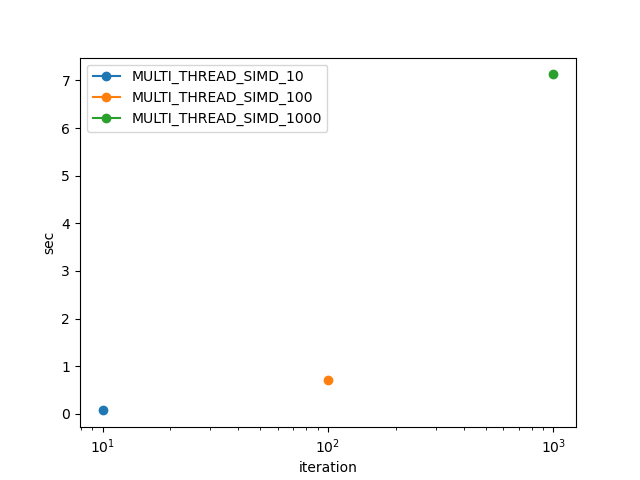 MULTI_THREAD_SIMD_10
MULTI_THREAD_SIMD_100
MULTI_THREAD_SIMD_1000
7
6
5
4
3
2
1
0
sec
10¹
10²
10³
iteration